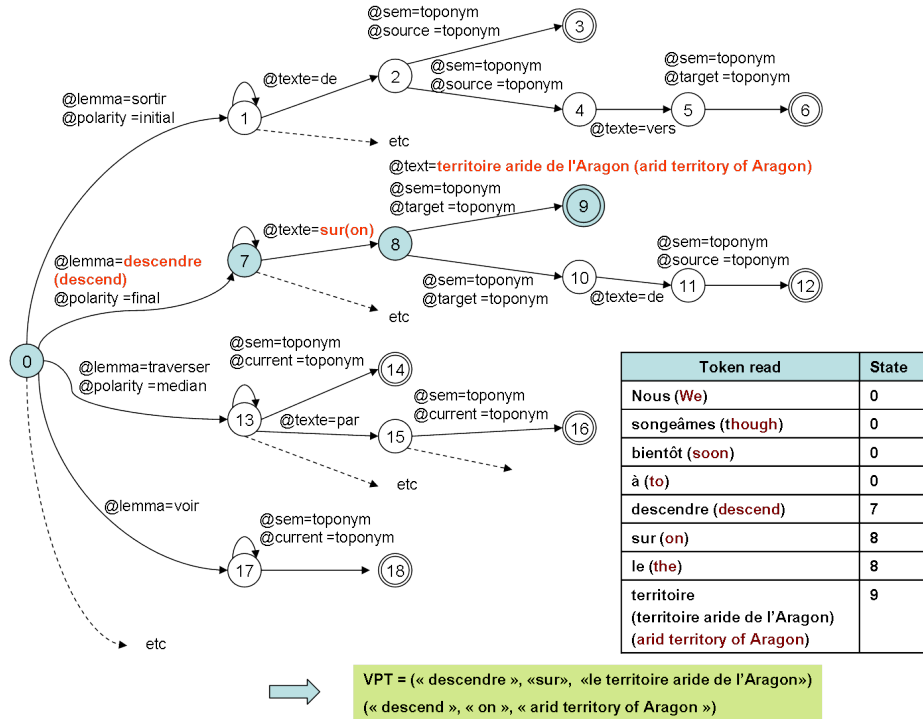 @sem=toponym
@source =toponym
3
@texte=de
2
@sem=toponym
@source =toponym
@sem=toponym
@target =toponym
@lemma=sortir
@polarity =initial
1
4
5
6
@texte=vers
etc
@text=territoire aride de l'Aragon (arid territory of Aragon)
@sem=toponym
@target =toponym
9
@texte=sur(on)
8
@lemma=descendre
(descend)
@polarity =final
7
@sem=toponym
@source =toponym
@sem=toponym
@target =toponym
10
11
12
@texte=de
etc
0
@sem=toponym
@current =toponym
14
@lemma=traverser
@polarity =median
13
@texte=par
15
@sem=toponym
@current =toponym
16
etc
@lemma=voir
@sem=toponym
@current =toponym
17
18
etc
Token read State
Nous (We) 0
songeâmes (though) 0
bientôt (soon) 0
à (to) 0
descendre (descend) 7
sur (on) 8
le (the) 8
territoire 9
(territoire aride de l'Aragon)
(arid territory of Aragon)
VPT = (« descendre », «sur», «le territoire aride de l'Aragon»)
(« descend », « on », « arid territory of Aragon »)